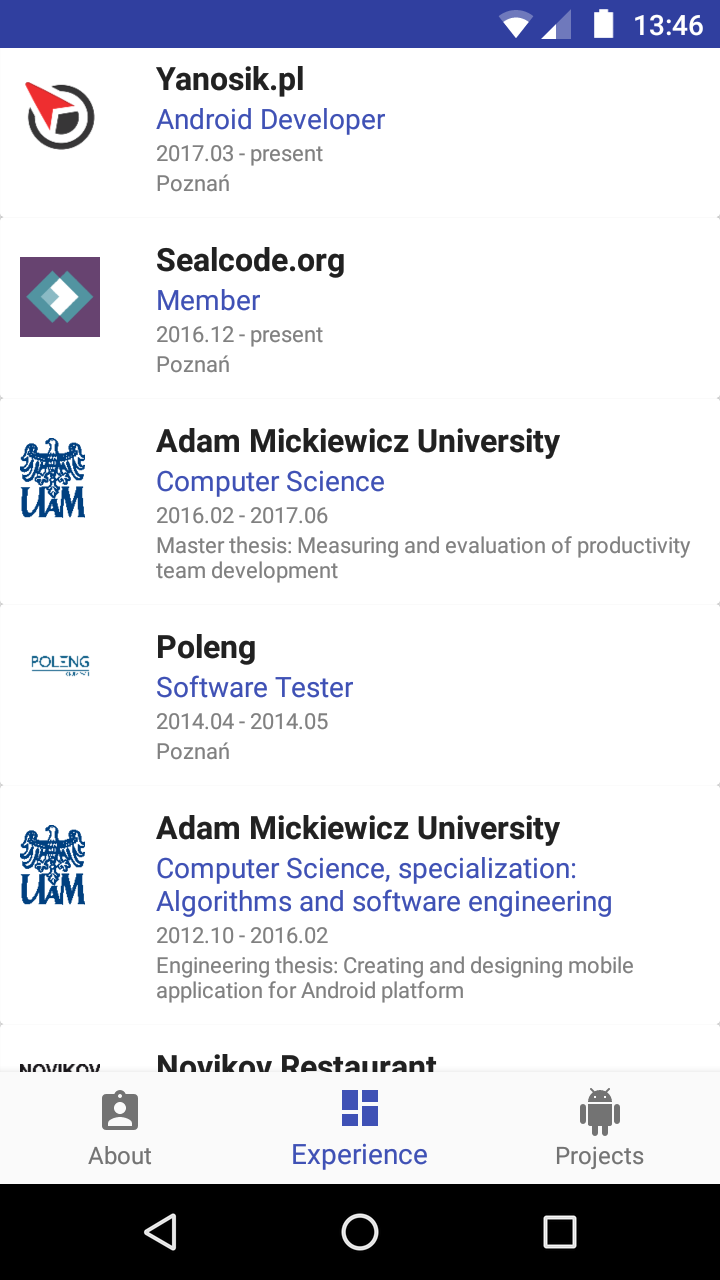 13:46
Yanosik.pl
Android Developer
2017.03 - present
Poznań
Sealcode.org
Member
2016.12 - present
Poznań
UAM
Adam Mickiewicz University
Computer Science
2016.02 - 2017.06
Master thesis: Measuring and evaluation of productivity
team development
POLENG
Poleng
Software Tester
2014.04 - 2014.05
Poznań
UAM
Adam Mickiewicz University
Computer Science, specialization:
Algorithms and software engineering
2012.10 - 2016.02
Engineering thesis: Creating and designing mobile
application for Android platform
NOVIKOV
Novikov Restaurant
About
Experience
Projects